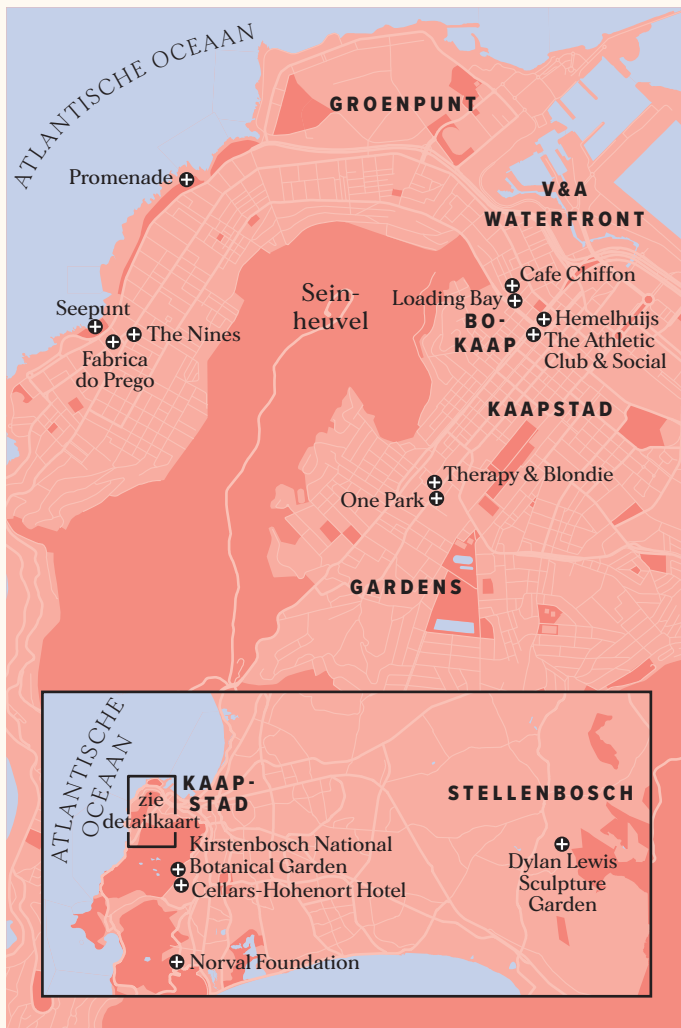 ATLANTISCHE OCEAAN
GROENPUNT
Promenade
V&A
WATERFRONT
Cafe Chiffon
Sein-
heuvel
Loading Bay
Seepunt
BO-
KAAP
Hemelhuijs
The Nines
The Athletic
Club & Social
Fabrica
do Prego
KAAPSTAD
Therapy & Blondie
One Park
GARDENS
ATLANTISCHE
OCEAAN
KAAP-
STAD
STELLENBOSCH
zie
detailkaart
Kirstenbosch National
Botanical Garden
Cellars-Hohenort Hotel
Dylan Lewis
Sculpture
Garden
Norval Foundation